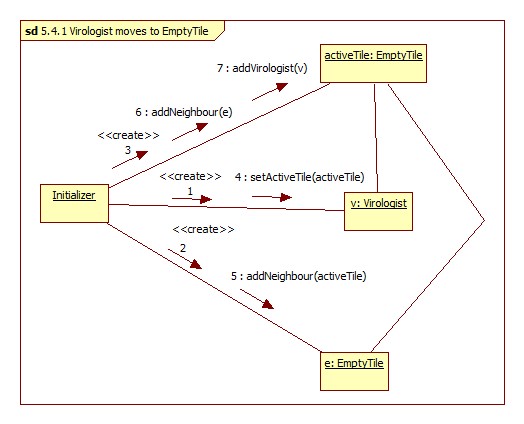 sd 5.4.1 Virologist moves to EmptyTile
activeTile: EmptyTile
7 : addVirologist(v)
6 : addNeighbour(e)
<<create>>
3
Initializer
<<create>>
1
4 : setActiveTile(activeTile)
v: Virologist
<<create>>
2
5 : addNeighbour(activeTile)
e: EmptyTile